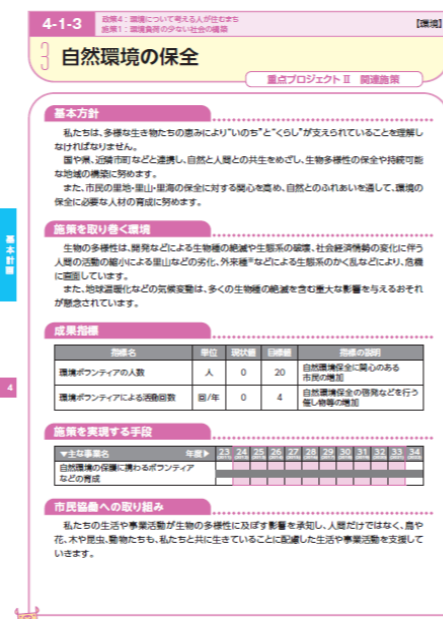 4-1-3
政策4：環境について考える人が住むまち
施策1：環境負荷の少ない社会の構築
【環境】
3 自然環境の保全
重点プロジェクトⅡ 関連施策
基本方針
私たちは、多様な生き物たちの恵みにより“いのち”と“くらし”が支えられていることを理解し
なければなりません。
国や県、近隣市町などと連携し、自然と人間との共生をめざし、生物多様性の保全や持続可能
な地域の構築に努めます。
また、市民の里地・里山・里海の保全に対する関心を高め、自然とのふれあいを通して、環境の
保全に必要な人材の育成に努めます。
施策を取り巻く環境
生物の多様性は、開発などによる生物種の絶滅や生態系の破壊、社会経済情勢の変化に伴う
人間の活動の縮小による里山などの劣化、外来種※などによる生態系のかく乱などにより、危機
に直面しています。
また、地球温暖化などの気候変動は、多くの生物種の絶滅を含む重大な影響を与えるおそれ
が懸念されています。
成果指標
指標名 単位 現状値 目標値 指標の説明
環境ボランティアの人数 人 0 20 自然環境保全に関心のある
市民の増加
環境ボランティアによる活動回数 回/年 0 4 自然環境保全の啓発などを行う
催し物等の増加
施策を実現する手段
▼主な事業名 年度▶ 23 24 25 26 27 28 29 30 31 32 33 34
自然環境の保護に携わるボランティア
などの育成
市民協働への取り組み
私たちの生活や事業活動が生物の多様性に及ぼす影響を承知し、人間だけではなく、鳥や
花、木や昆虫、動物たちも、私たちと共に生きていることに配慮した生活や事業活動を支援して
いきます。
基本計画
4